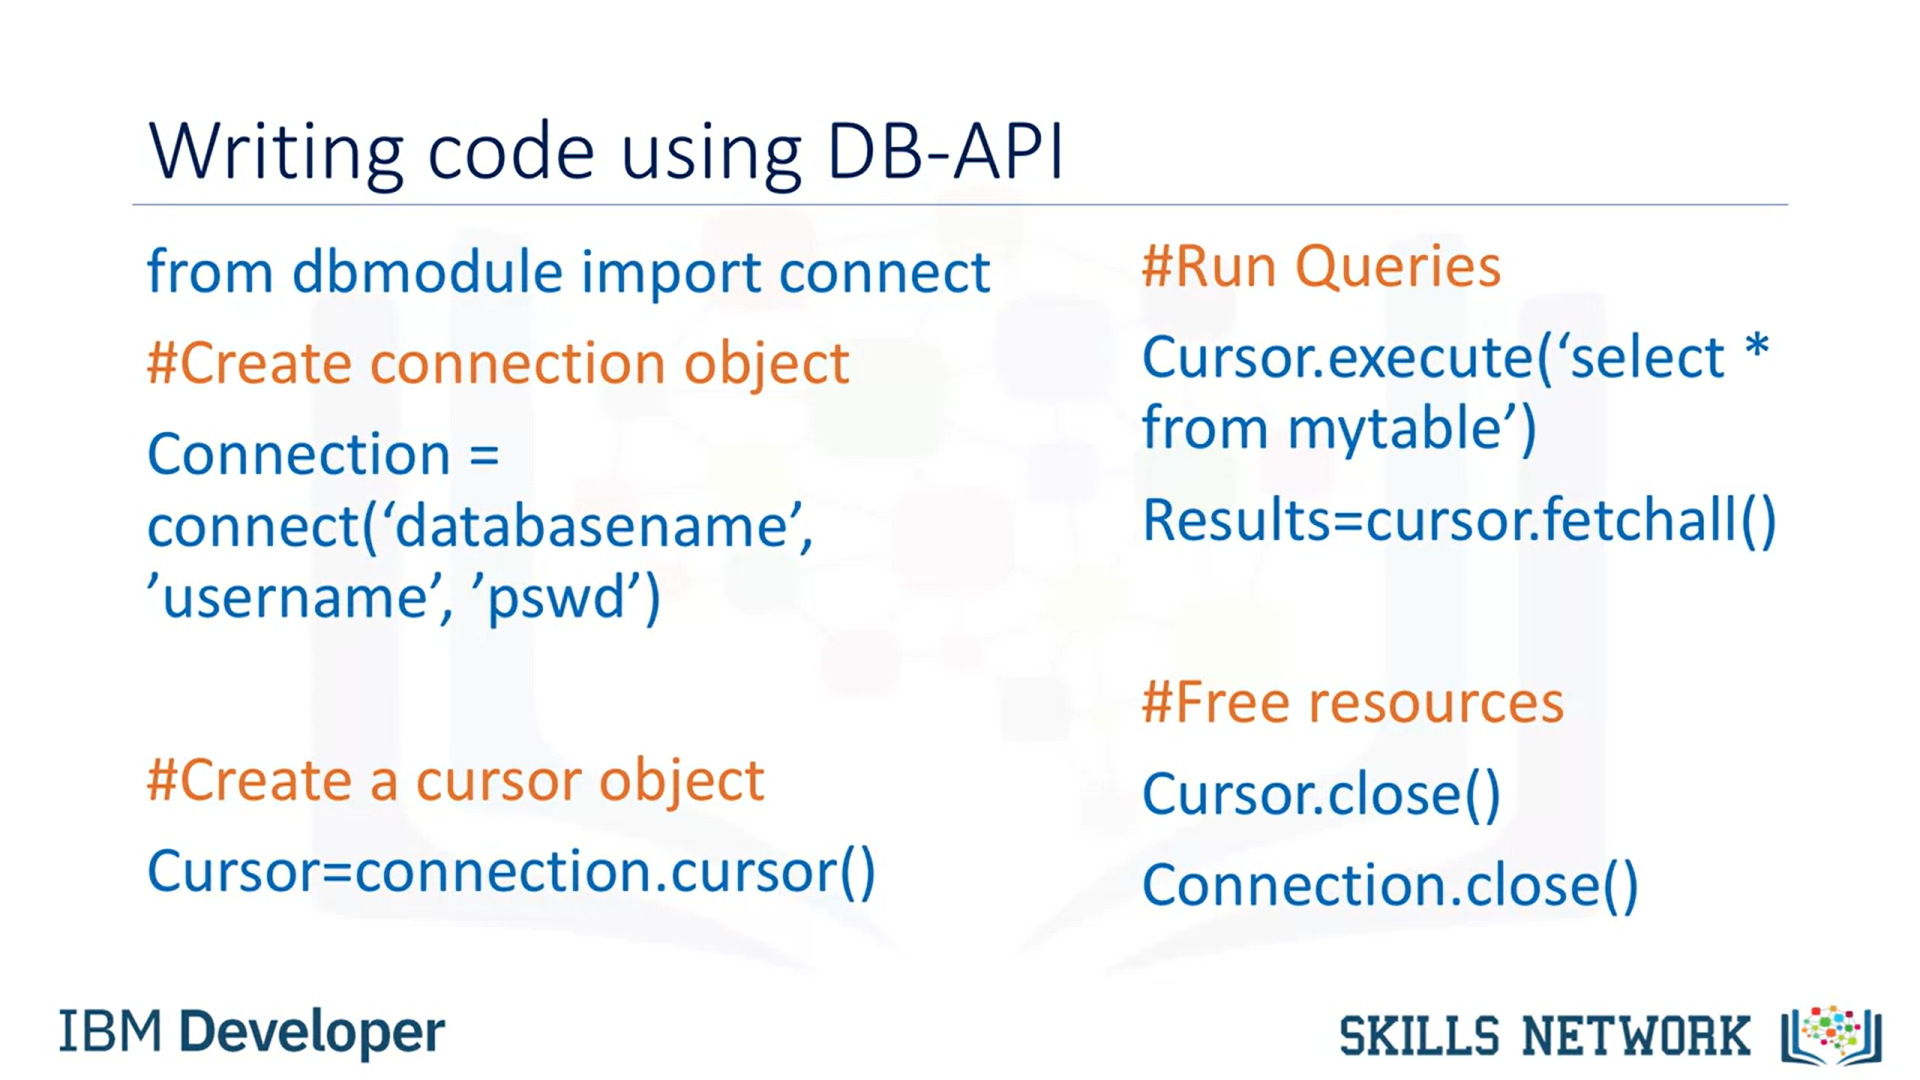 Writing code using DB-API
from dbmodule import connect
#Create connection object
Connection =
connect(‘databasename’,
’username’, ’pswd’)
#Create a cursor object
Cursor=connection.cursor()
#Run Queries
Cursor.execute(‘select *
from mytable’)
Results=cursor.fetchall()
#Free resources
Cursor.close()
Connection.close()
IBM Developer
SKILLS NETWORK